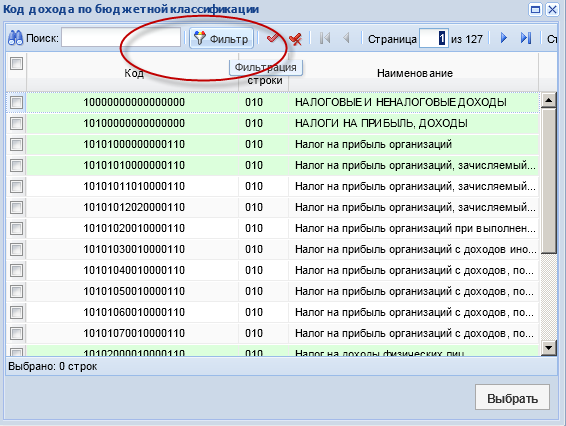 Код дохода по бюджетной классификации
Поиск: Фильтр Страница 1 из 127 Ст
Код строки Наименование
Фильтрация
10000000000000000 010 НАЛОГОВЫЕ И НЕНАЛОГОВЫЕ ДОХОДЫ
10100000000000000 010 НАЛОГИ НА ПРИБЫЛЬ, ДОХОДЫ
10101000000000110 010 Налог на прибыль организаций
10101010000000110 010 Налог на прибыль организаций, зачисляемый...
10101011010000110 010 Налог на прибыль организаций, зачисляемый...
10101012020000110 010 Налог на прибыль организаций, зачисляемый...
10101020010000110 010 Налог на прибыль организаций при выполнен...
10101030010000110 010 Налог на прибыль организаций с доходов ино...
10101040010000110 010 Налог на прибыль организаций с доходов, по...
10101050010000110 010 Налог на прибыль организаций с доходов, по...
10101060010000110 010 Налог на прибыль организаций с доходов, по...
10101070010000110 010 Налог на прибыль организаций с доходов, по...
10102000010000110 010 Налог на доходы физических лиц
Выбрано: 0 строк
Выбрать